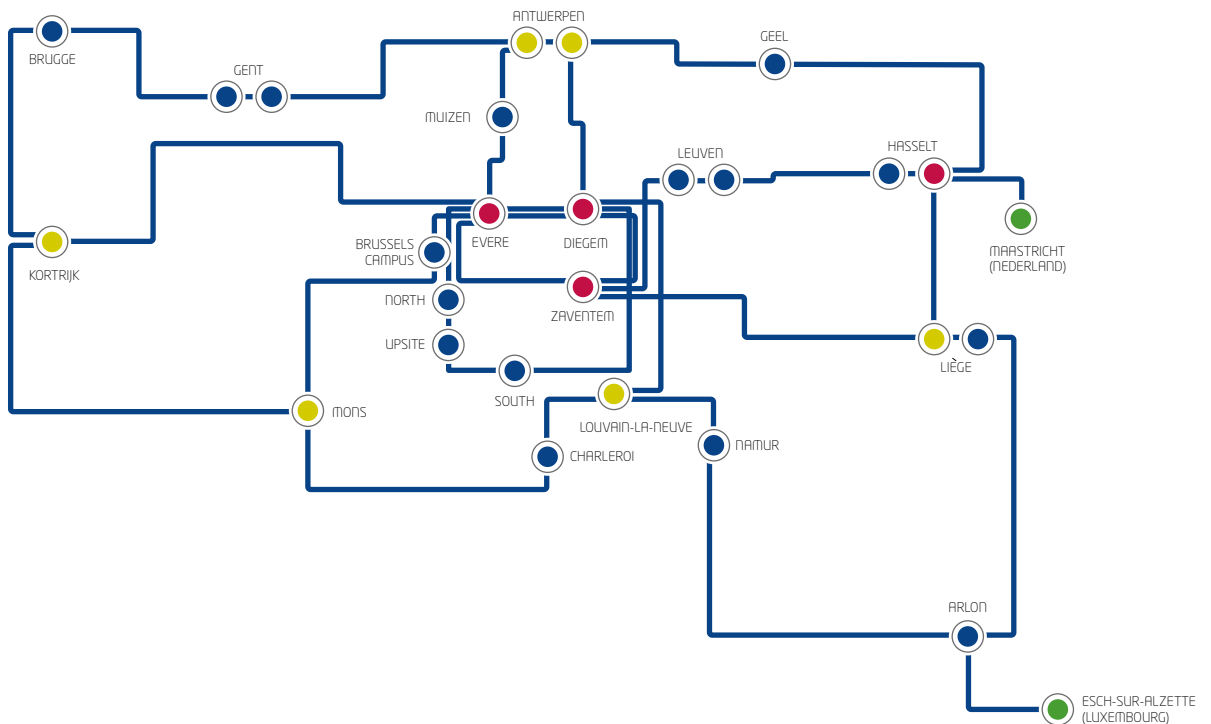 ANTWERPEN
GEEL
BRUGGE
GENT
MUIZEN
LEUVEN
HASSELT
BRUSSELS
CAMPUS
EVERE
DIEGEM
MAASTRICHT
(NEDERLAND)
KORTRIJK
NORTH
ZAVENTEM
UPSITE
LIÈGE
SOUTH
MONS
LOUVAIN-LA-NEUVE
NAMUR
CHARLEROI
ARLON
ESCH-SUR-ALZETTE
(LUXEMBOURG)